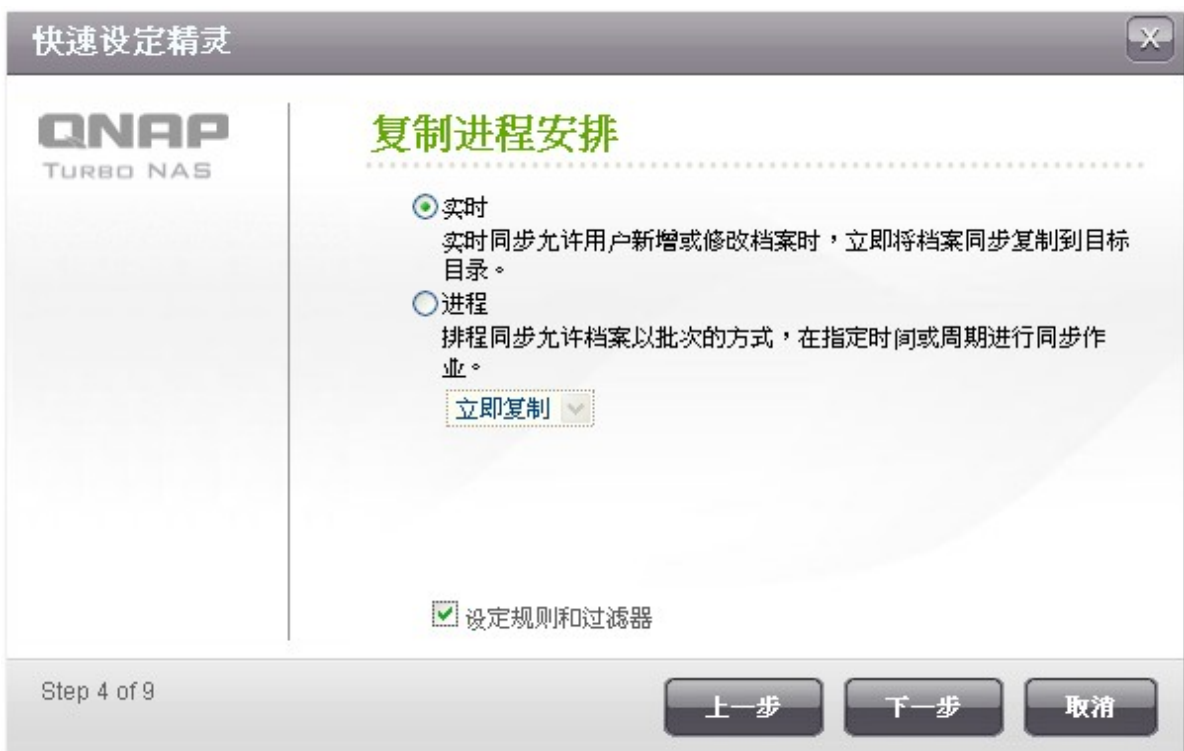 快速设定精灵
X
QNAP
TURBO NAS
复制进程安排
实时
实时同步允许用户新增或修改档案时，立即将档案同步复制到目标
目录。
进程
排程同步允许档案以批次的方式，在指定时间或周期进行同步作
业。
立即复制
设定规则和过滤器
Step 4 of 9
上一步
下一步
取消